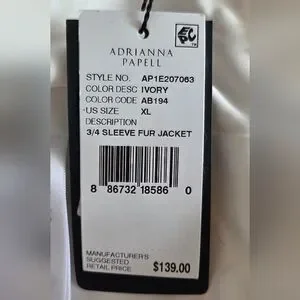 ADRIANNA
PAPELL
STYLE NO. AP1E207063
COLOR DESC IVORY
COLOR CODE AB194
US SIZE XL
DESCRIPTION
3/4 SLEEVE FUR JACKET
8 86732 18586 0
MANUFACTURER'S
SUGGESTED
RETAIL PRICE $139.00